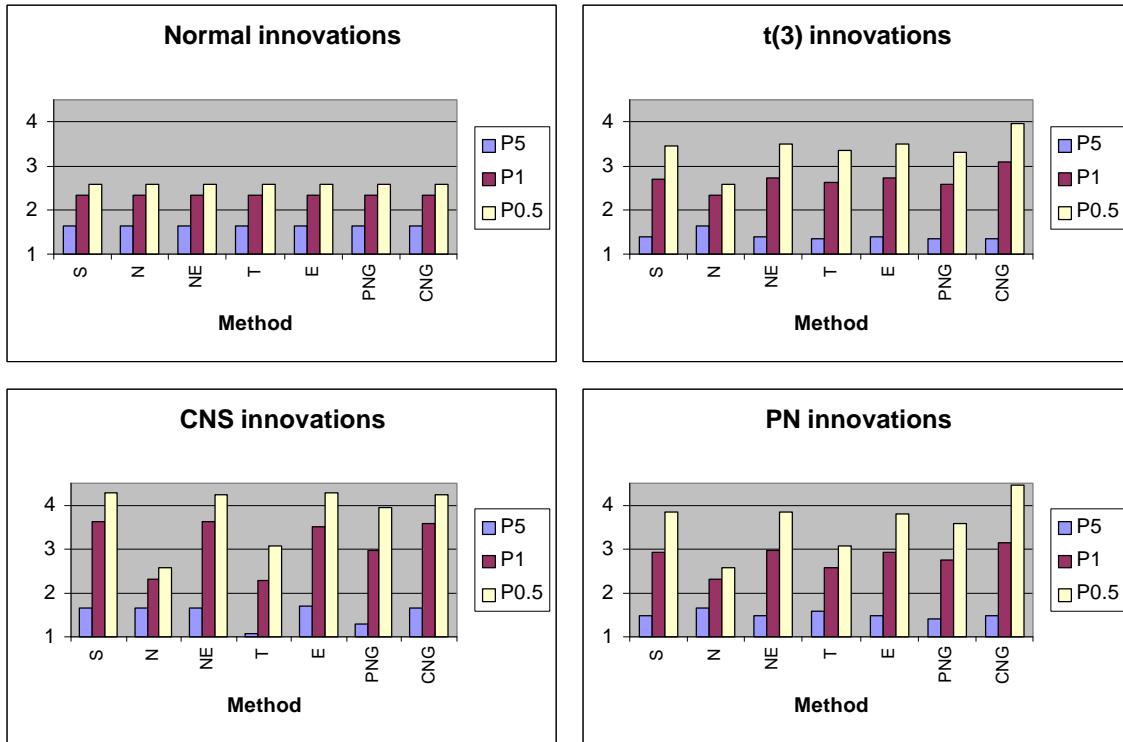 Normal innovations
4
3
2
1
S N NE T E PNG CNG
Method
P5
P1
P0.5
t(3) innovations
4
3
2
1
S N NE T E PNG CNG
Method
P5
P1
P0.5
CNS innovations
4
3
2
1
S N NE T E PNG CNG
Method
P5
P1
P0.5
PN innovations
4
3
2
1
S N NE T E PNG CNG
Method
P5
P1
P0.5